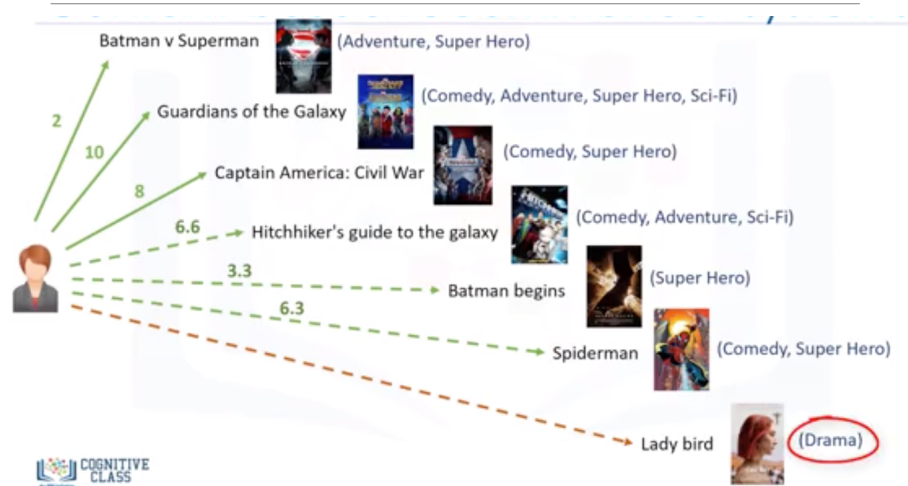 Batman v Superman (Adventure, Super Hero)
2
Guardians of the Galaxy (Comedy, Adventure, Super Hero, Sci-Fi)
10
Captain America: Civil War (Comedy, Super Hero)
8
Hitchhiker's guide to the galaxy (Comedy, Adventure, Sci-Fi)
6.6
Batman begins (Super Hero)
3.3
6.3
Spiderman (Comedy, Super Hero)
Lady bird (Drama)
COGNITIVE
CLASS